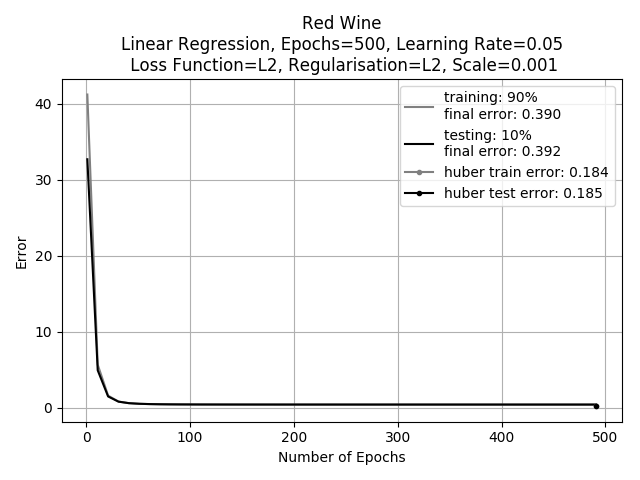 Red Wine
Linear Regression, Epochs=500, Learning Rate=0.05
Loss Function=L2, Regularisation=L2, Scale=0.001
training: 90%
final error: 0.390
testing: 10%
final error: 0.392
huber train error: 0.184
huber test error: 0.185
Error
40
30
20
10
0
0 100 200 300 400 500
Number of Epochs